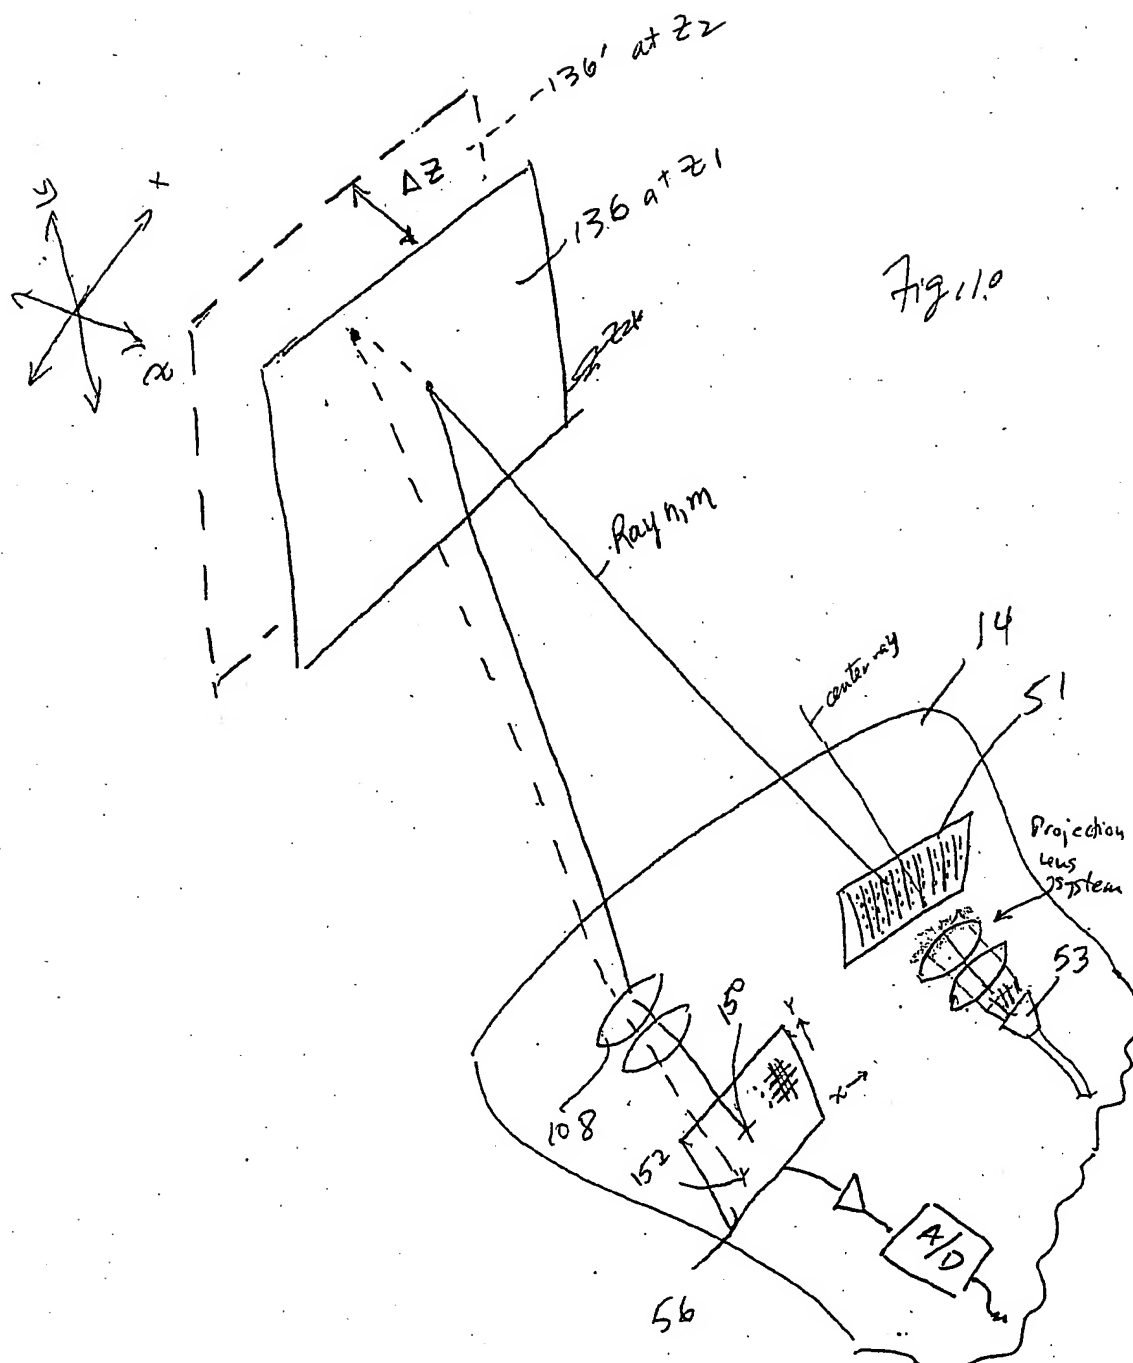 136' at Z2
ΔZ
136 at Z1
y
x
Fig. 11.0
Ray n,m
14
center ray
51
Projection
Lens
System
53
150
Y
X
108
152
A/D
56